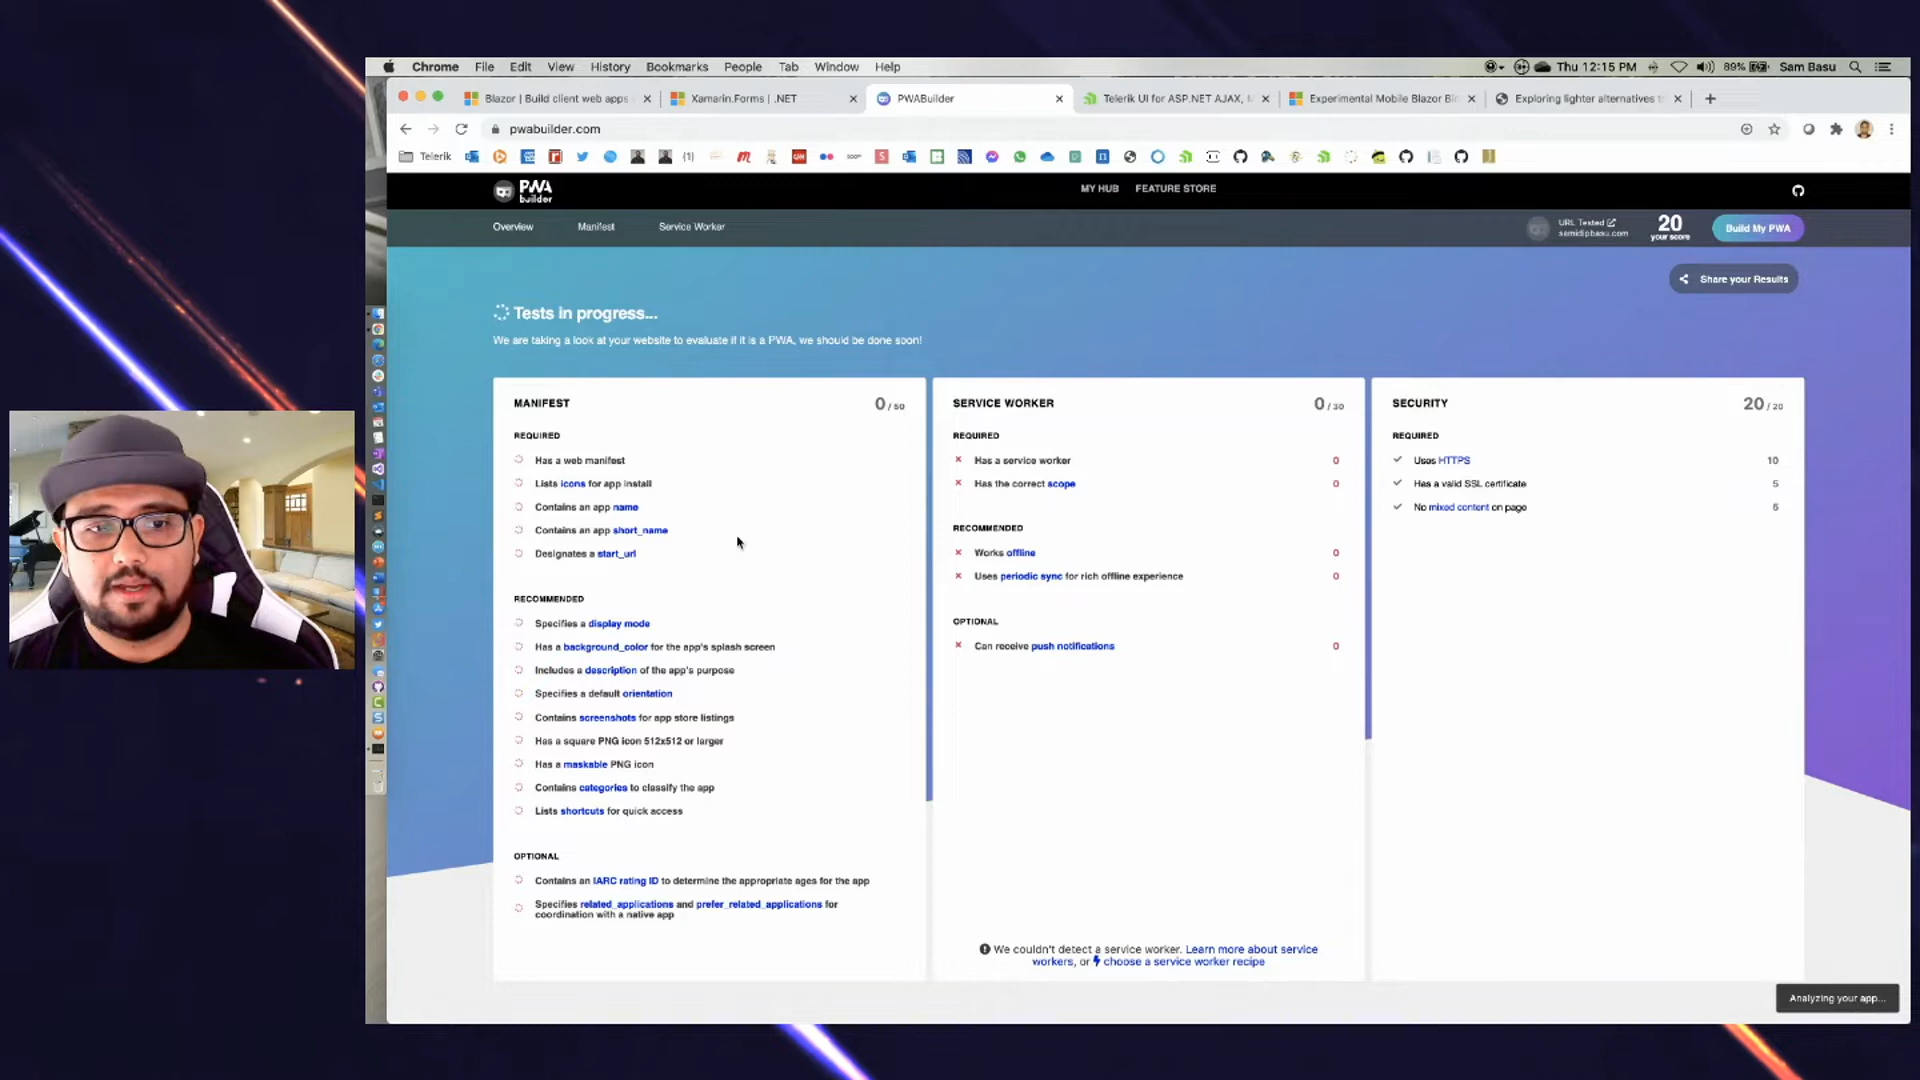 Chrome File Edit View History Bookmarks People Tab Window Help
Thu 12:15 PM 89% Sam Basu
Blazor | Build client web apps
Xamarin.Forms | .NET
PWABuilder
Telerik UI for ASP.NET AJAX,
Experimental Mobile Blazor Bi
Exploring lighter alternatives t
pwabuilder.com
Telerik
PWA
builder
MY HUB FEATURE STORE
Overview Manifest Service Worker
URL Tested
samidipbasu.com
20
your score
Build My PWA
Share your Results
Tests in progress...
We are taking a look at your website to evaluate if it is a PWA, we should be done soon!
MANIFEST 0 / 50
REQUIRED
Has a web manifest
Lists icons for app install
Contains an app name
Contains an app short_name
Designates a start_url
RECOMMENDED
Specifies a display mode
Has a background_color for the app's splash screen
Includes a description of the app's purpose
Specifies a default orientation
Contains screenshots for app store listings
Has a square PNG icon 512x512 or larger
Has a maskable PNG icon
Contains categories to classify the app
Lists shortcuts for quick access
OPTIONAL
Contains an IARC rating ID to determine the appropriate ages for the app
Specifies related_applications and prefer_related_applications for
coordination with a native app
SERVICE WORKER 0 / 30
REQUIRED
Has a service worker 0
Has the correct scope 0
RECOMMENDED
Works offline 0
Uses periodic sync for rich offline experience 0
OPTIONAL
Can receive push notifications 0
We couldn't detect a service worker. Learn more about service
workers, or choose a service worker recipe
SECURITY 20 / 20
REQUIRED
Uses HTTPS 10
Has a valid SSL certificate 5
No mixed content on page 5
Analyzing your app...